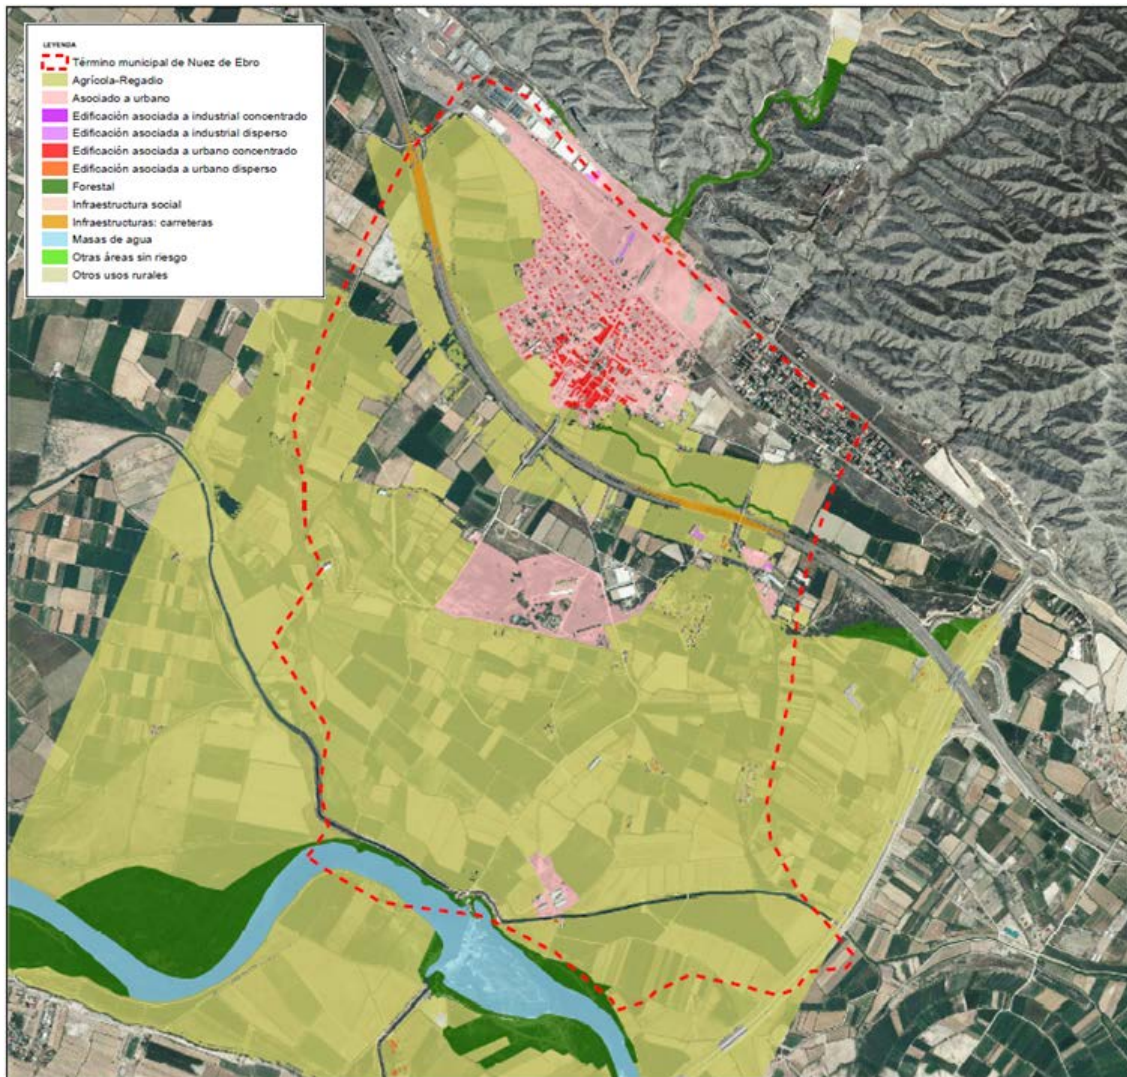 LEYENDA
Término municipal de Nuez de Ebro
Agrícola-Regadio
Asociado a urbano
Edificación asociada a industrial concentrado
Edificación asociada a industrial disperso
Edificación asociada a urbano concentrado
Edificación asociada a urbano disperso
Forestal
Infraestructura social
Infraestructuras: carreteras
Masas de agua
Otras áreas sin riesgo
Otros usos rurales